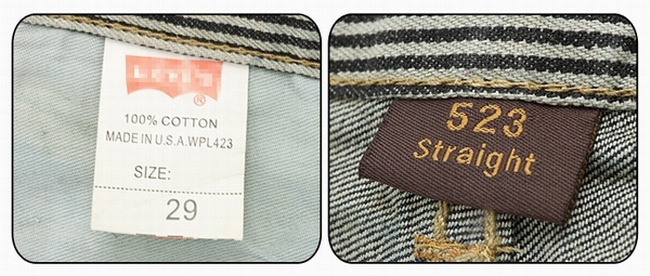 ®
100% COTTON
MADE IN U.S.A. WPL423
SIZE:
29
523
Straight